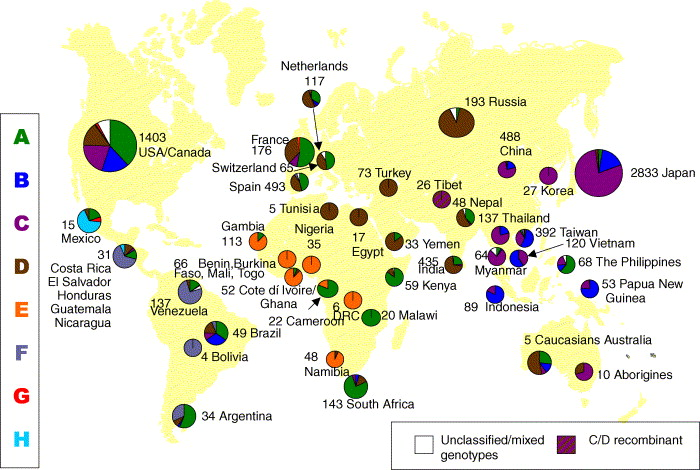 A
B
C
D
E
F
G
H
Netherlands
117
1403
USA/Canada
France
176
Switzerland 65
Spain 493
193 Russia
488
China
2833 Japan
73 Turkey
26 Tibet
27 Korea
5 Tunisia
48 Nepal
15
Mexico
Gambia
113
Nigeria
35
17
Egypt
33 Yemen
137 Thailand
392 Taiwan
120 Vietnam
31
Costa Rica
El Salvador
Honduras
Guatemala
Nicaragua
66
Benin,Burkina
Faso, Mali, Togo
435
India
64
Myanmar
68 The Philippines
137
Venezuela
52 Cote dí Ivoire/
Ghana
59 Kenya
53 Papua New
Guinea
89 Indonesia
22 Cameroon
6
DRC
20 Malawi
49 Brazil
4 Bolivia
48
Namibia
5 Caucasians Australia
10 Aborigines
143 South Africa
34 Argentina
Unclassified/mixed
genotypes
C/D recombinant